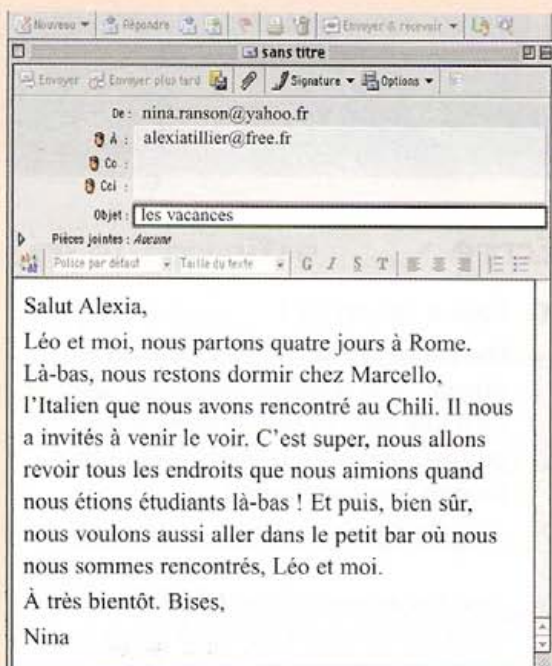 Nouveau Répondre Envoyer & recevoir
sans titre
Envoyer Envoyer plus tard Signature Options
De : nina.ranson@yahoo.fr
À : alexiatillier@free.fr
Cc :
Cci :
Objet : les vacances
Pièces jointes : Aucune
Police par défaut Taille du texte G I S T
Salut Alexia,
Léo et moi, nous partons quatre jours à Rome.
Là-bas, nous restons dormir chez Marcello,
l'Italien que nous avons rencontré au Chili. Il nous
a invités à venir le voir. C'est super, nous allons
revoir tous les endroits que nous aimions quand
nous étions étudiants là-bas ! Et puis, bien sûr,
nous voulons aussi aller dans le petit bar où nous
nous sommes rencontrés, Léo et moi.
À très bientôt. Bises,
Nina